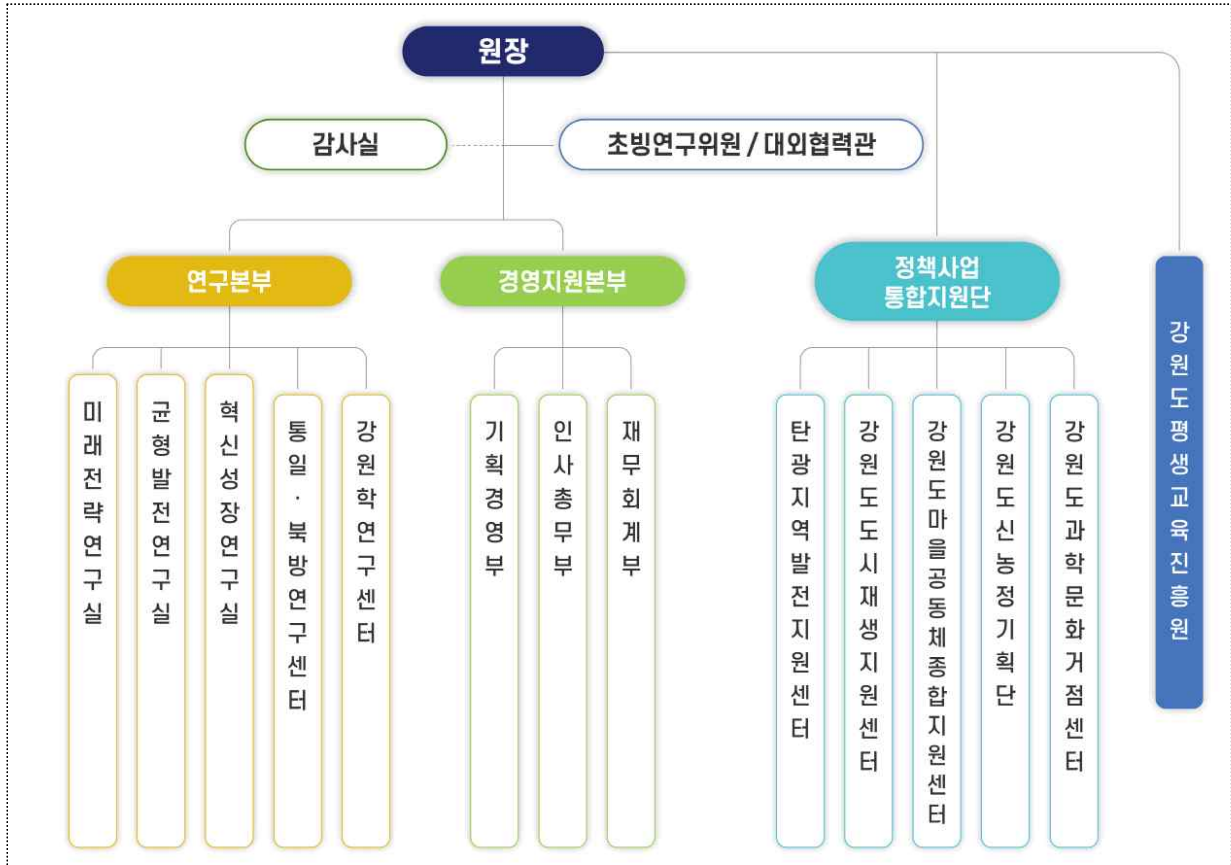 원장
감사실
초빙연구위원 / 대외협력관
연구본부
경영지원본부
정책사업
통합지원단
미래전략연구실
균형발전연구실
혁신성장연구실
통일·북방연구센터
강원학연구센터
기획경영부
인사총무부
재무회계부
탄광지역발전지원센터
강원도도시재생지원센터
강원도마을공동체종합지원센터
강원도신농정기획단
강원도과학문화거점센터
강원도평생교육진흥원